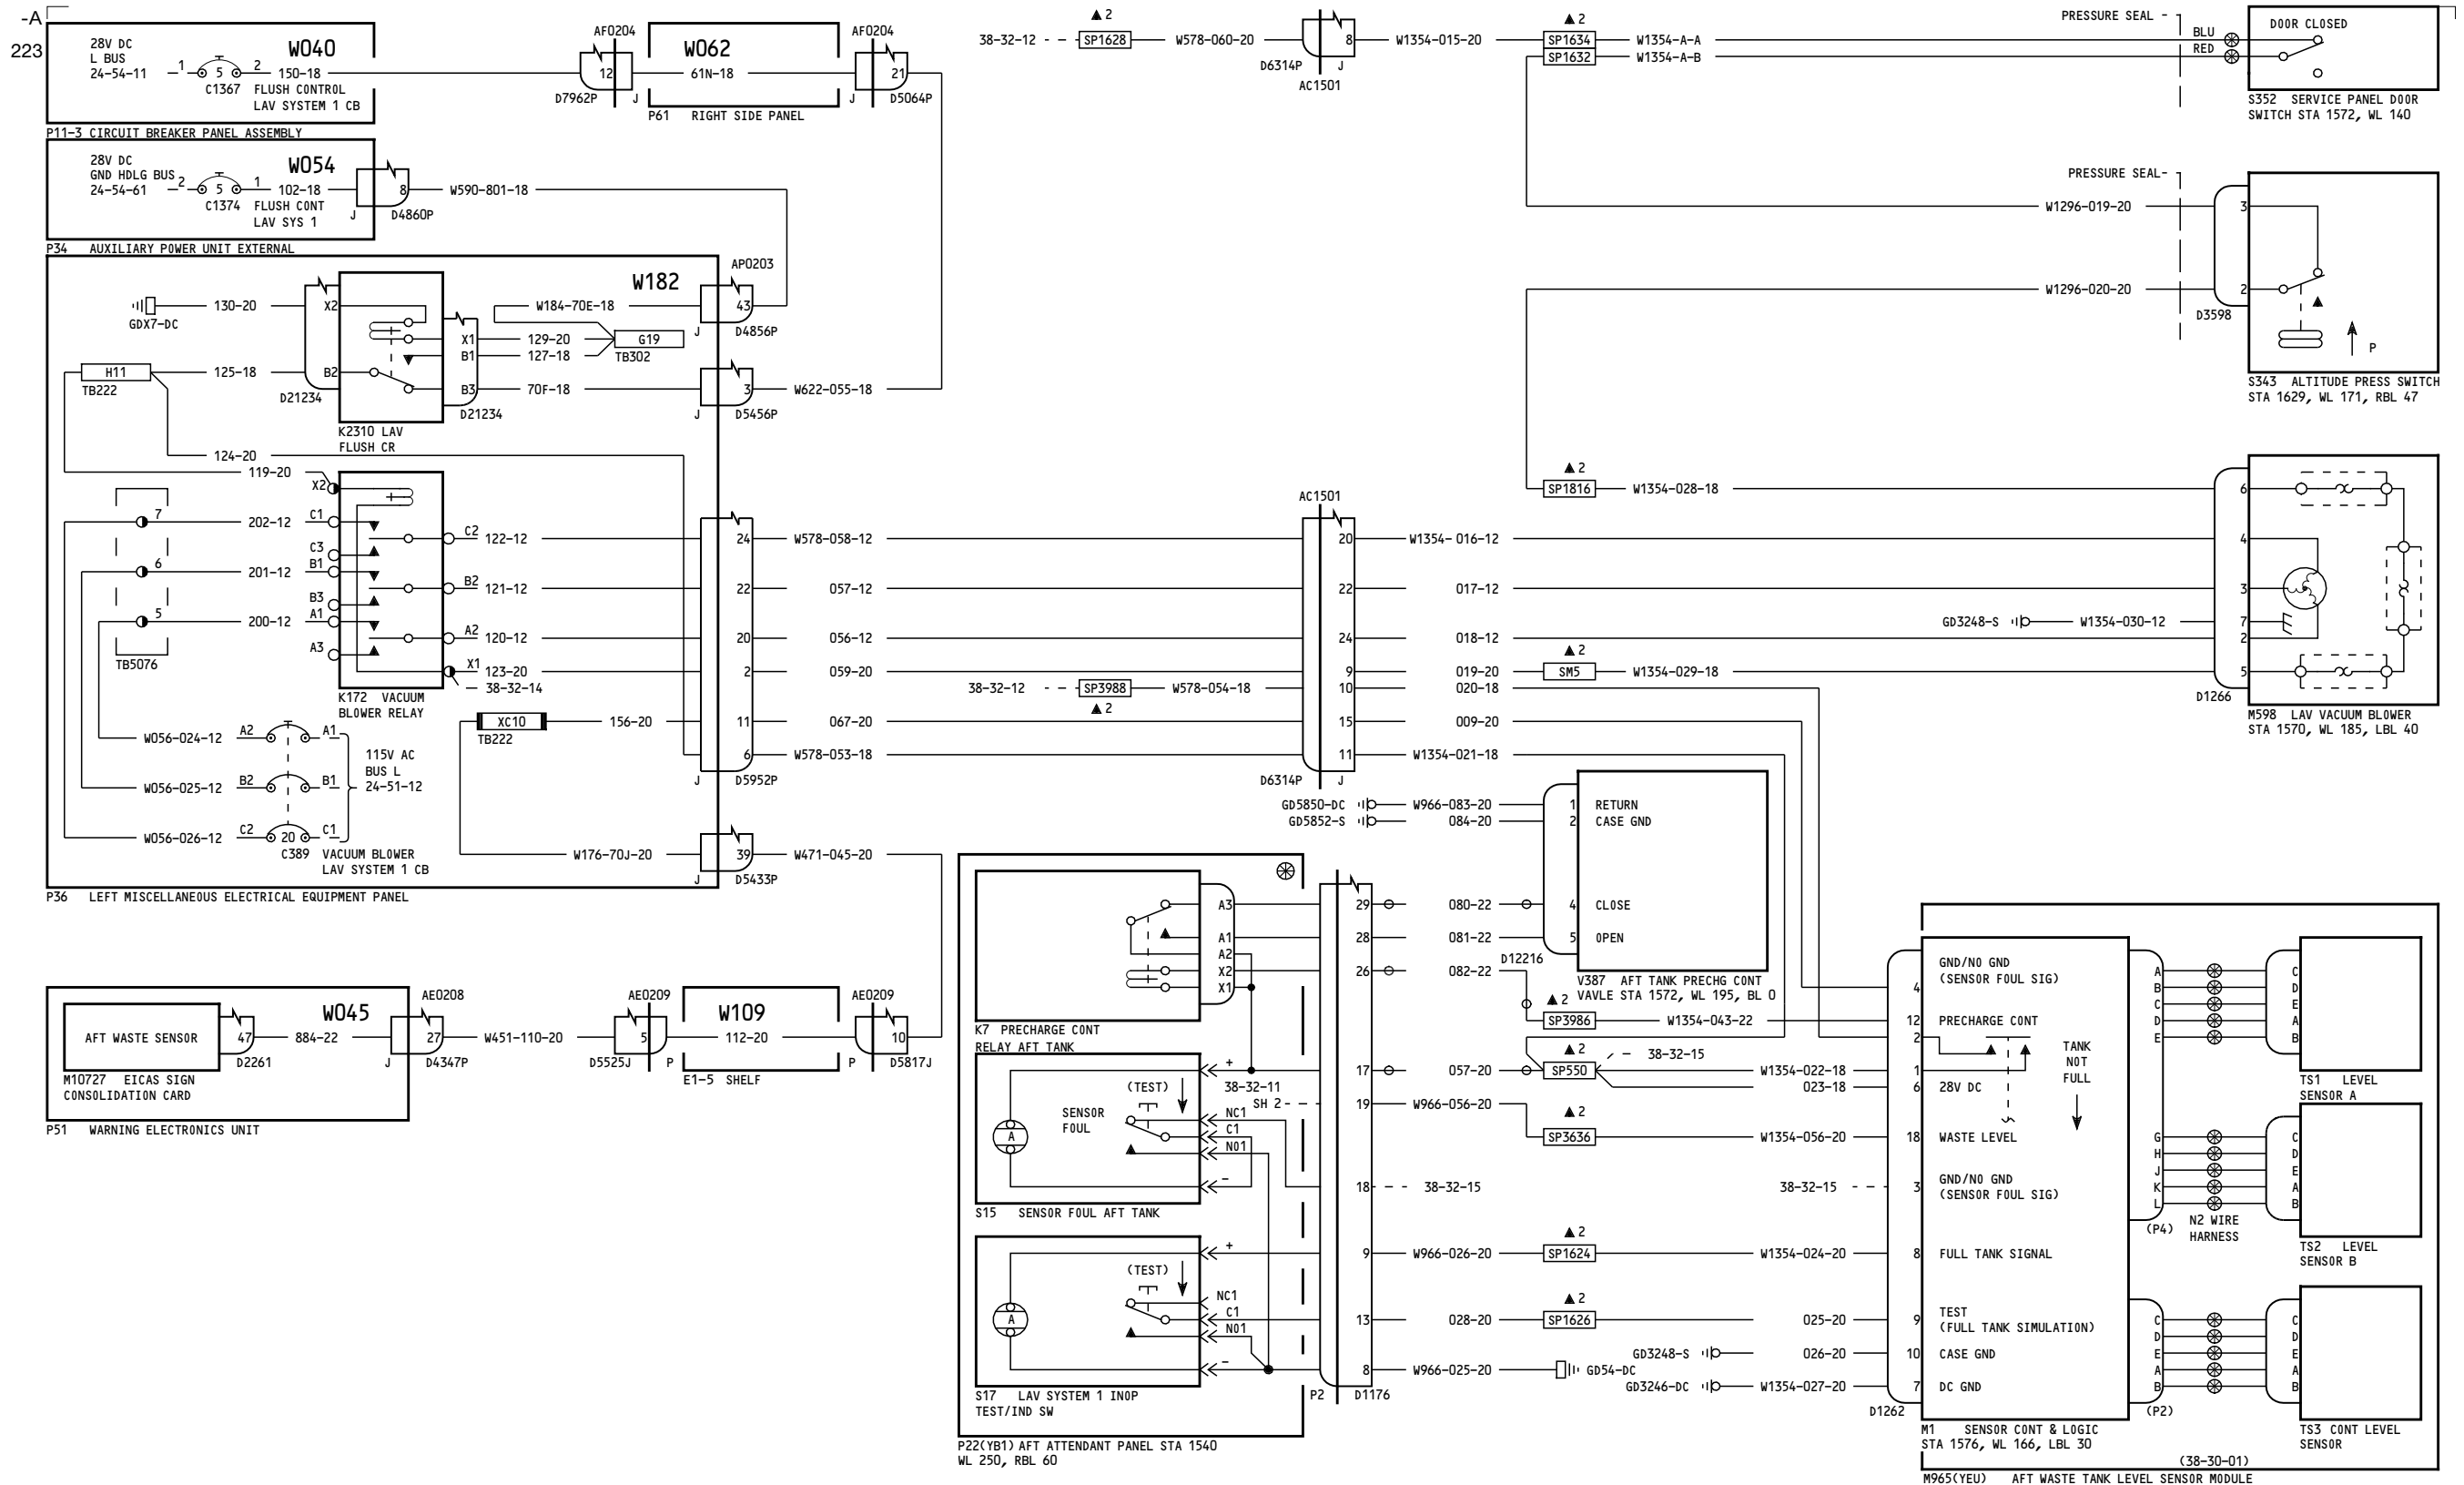 -A
223
28V DC
L BUS
24-54-11
1
5
C1367
2
150-18
FLUSH CONTROL
LAV SYSTEM 1 CB
W040
P11-3 CIRCUIT BREAKER PANEL ASSEMBLY
AF0204
12
D7962P
J
W062
61N-18
P61 RIGHT SIDE PANEL
AF0204
21
J
D5064P
28V DC
GND HDLG BUS
24-54-61
2
5
C1374
1
102-18
FLUSH CONT
LAV SYS 1
W054
8
J
D4860P
W590-801-18
P34 AUXILIARY POWER UNIT EXTERNAL
W182
AP0203
GDX7-DC
130-20
X2
X1
B1
B2
B3
D21234
D21234
K2310 LAV
FLUSH CR
W184-70E-18
129-20
127-18
G19
TB302
70F-18
43
J
D4856P
3
J
D5456P
W622-055-18
H11
TB222
125-18
124-20
119-20
X2
7
202-12
C1
C3
6
201-12
B1
B3
5
200-12
A1
A3
TB5076
C2 122-12
B2 121-12
A2 120-12
X1 123-20
38-32-14
K172 VACUUM
BLOWER RELAY
XC10
TB222
156-20
24
22
20
2
11
6
J
D5952P
W578-058-12
057-12
056-12
059-20
067-20
W578-053-18
W056-024-12 A2 A1
W056-025-12 B2 B1
W056-026-12 C2 20 C1
C389 VACUUM BLOWER
LAV SYSTEM 1 CB
115V AC
BUS L
24-51-12
W176-70J-20
39
J
D5433P
W471-045-20
P36 LEFT MISCELLANEOUS ELECTRICAL EQUIPMENT PANEL
AFT WASTE SENSOR
M10727 EICAS SIGN
CONSOLIDATION CARD
47
D2261
W045
884-22
AE0208
27
J
D4347P
W451-110-20
P51 WARNING ELECTRONICS UNIT
AE0209
5
D5525J
P
W109
112-20
E1-5 SHELF
AE0209
10
P
D5817J
38-32-12
▲ 2
SP1628
W578-060-20
8
D6314P
J
AC1501
W1354-015-20
▲ 2
SP1634
SP1632
W1354-A-A
W1354-A-B
PRESSURE SEAL
BLU
RED
DOOR CLOSED
S352 SERVICE PANEL DOOR
SWITCH STA 1572, WL 140
PRESSURE SEAL
W1296-019-20
3
W1296-020-20
2
D3598
P
S343 ALTITUDE PRESS SWITCH
STA 1629, WL 171, RBL 47
▲ 2
SP1816
W1354-028-18
AC1501
20
22
24
9
10
15
11
D6314P
J
W1354-016-12
017-12
018-12
019-20
020-18
009-20
W1354-021-18
▲ 2
SM5
W1354-029-18
38-32-12
SP3988
▲ 2
W578-054-18
GD3248-S
W1354-030-12
6
4
3
7
2
5
D1266
M598 LAV VACUUM BLOWER
STA 1570, WL 185, LBL 40
GD5850-DC
W966-083-20
1 RETURN
GD5852-S
084-20
2 CASE GND
4 CLOSE
5 OPEN
D12216
V387 AFT TANK PRECHG CONT
VAVLE STA 1572, WL 195, BL 0
A3
A1
A2
X2
X1
K7 PRECHARGE CONT
RELAY AFT TANK
29
28
26
17
19
18
9
13
8
080-22
081-22
082-22
057-20
W966-056-20
38-32-15
W966-026-20
028-20
W966-025-20
P2
D1176
A
SENSOR
FOUL
(TEST)
+
38-32-11
SH 2
NC1
C1
NO1
-
S15 SENSOR FOUL AFT TANK
A
(TEST)
+
NC1
C1
NO1
-
S17 LAV SYSTEM 1 INOP
TEST/IND SW
P22(YB1) AFT ATTENDANT PANEL STA 1540
WL 250, RBL 60
▲ 2
SP3986
W1354-043-22
▲ 2
SP550
38-32-15
W1354-022-18
023-18
▲ 2
SP3636
W1354-056-20
38-32-15
▲ 2
SP1624
W1354-024-20
▲ 2
SP1626
025-20
GD54-DC
GD3248-S
026-20
GD3246-DC
W1354-027-20
D1262
4 GND/NO GND
(SENSOR FOUL SIG)
12 PRECHARGE CONT
2
1
6 28V DC
TANK
NOT
FULL
18 WASTE LEVEL
3 GND/NO GND
(SENSOR FOUL SIG)
8 FULL TANK SIGNAL
9 TEST
(FULL TANK SIMULATION)
10 CASE GND
7 DC GND
M1 SENSOR CONT & LOGIC
STA 1576, WL 166, LBL 30
A C
B D
C E
D A
E B
TS1 LEVEL
SENSOR A
G C
H D
J E
K A
L B
(P4)
N2 WIRE
HARNESS
TS2 LEVEL
SENSOR B
C C
D D
E E
A A
B B
(P2)
TS3 CONT LEVEL
SENSOR
(38-30-01)
M965(YEU) AFT WASTE TANK LEVEL SENSOR MODULE